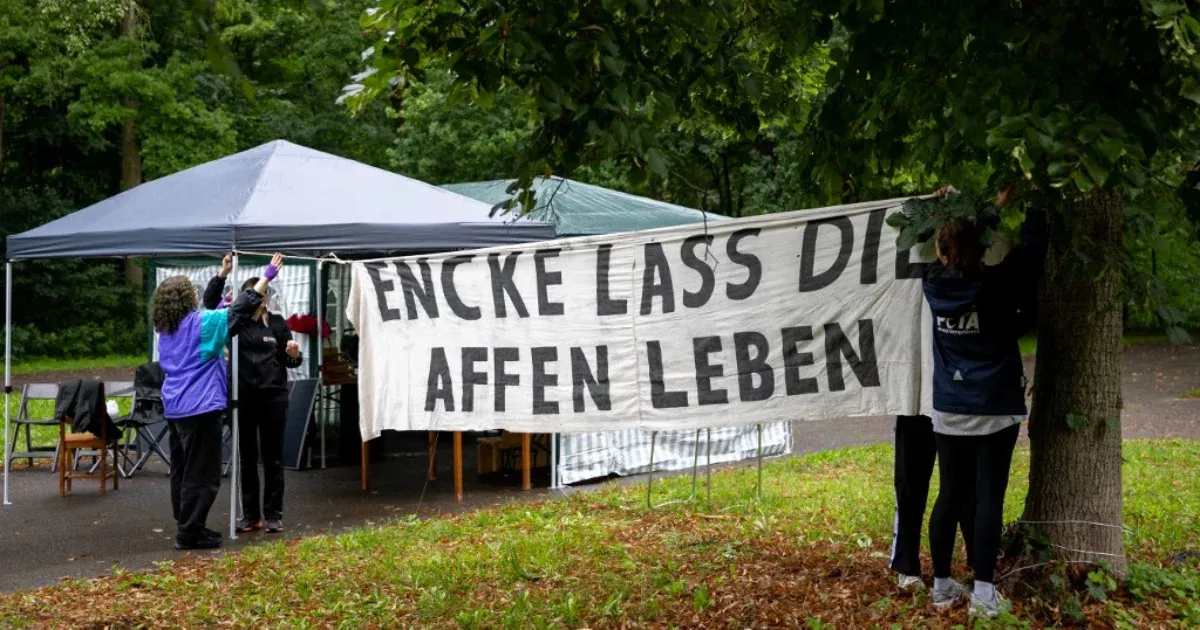 ENCKE LASS DIE
AFFEN LEBEN
PETA